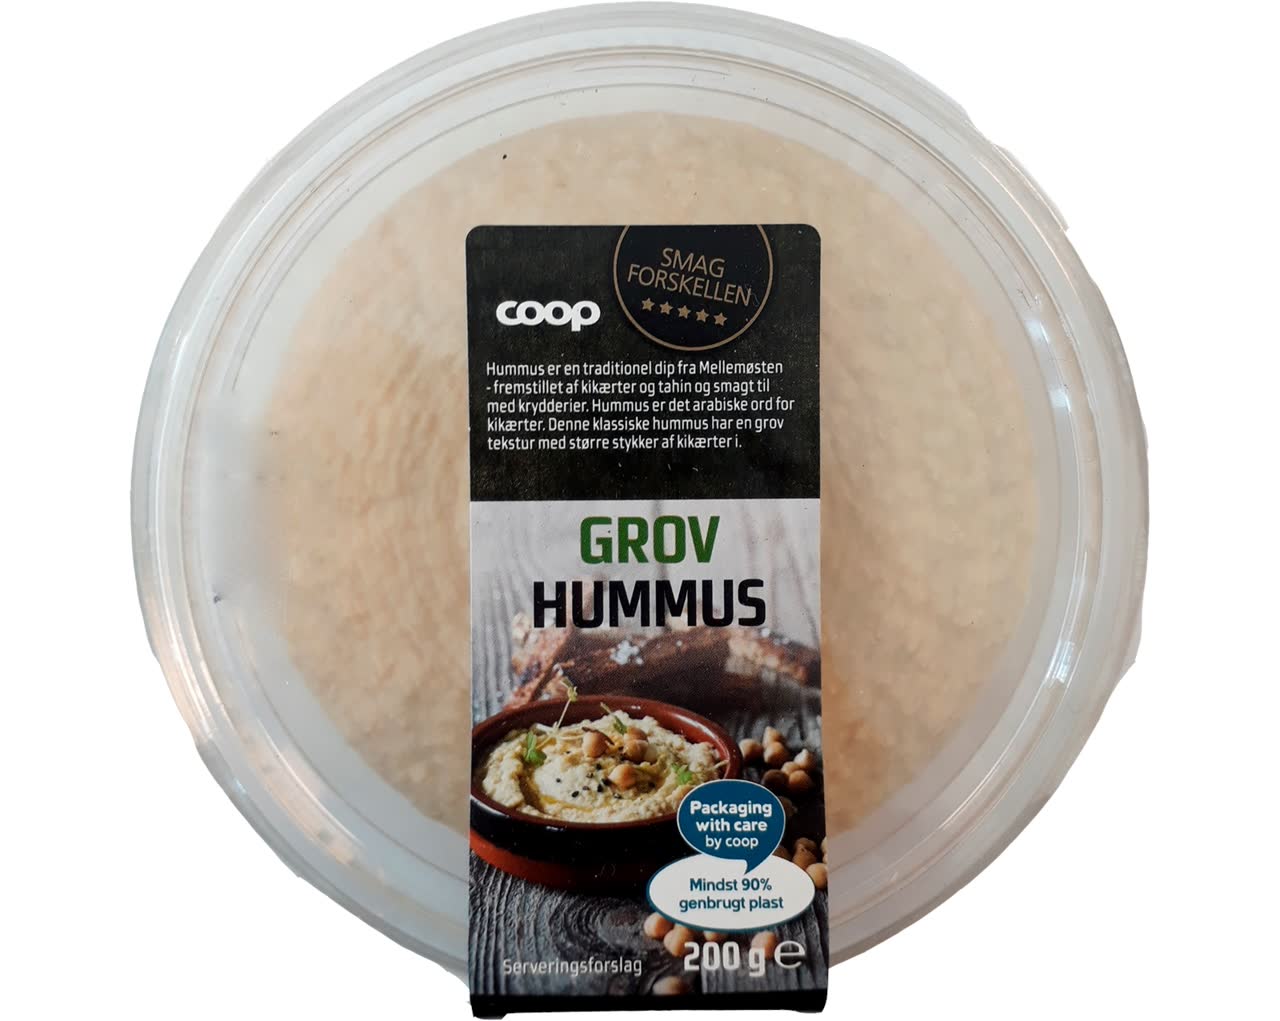 SMAG
FORSKELLEN
coop
Hummus er en traditionel dip fra Mellemøsten
- fremstillet af kikærter og tahin og smagt til
med krydderier. Hummus er det arabiske ord for
kikærter. Denne klassiske hummus har en grov
tekstur med større stykker af kikærter i.
GROV
HUMMUS
Packaging
with care
by coop
Mindst 90%
genbrugt plast
Serveringsforslag
200 g e